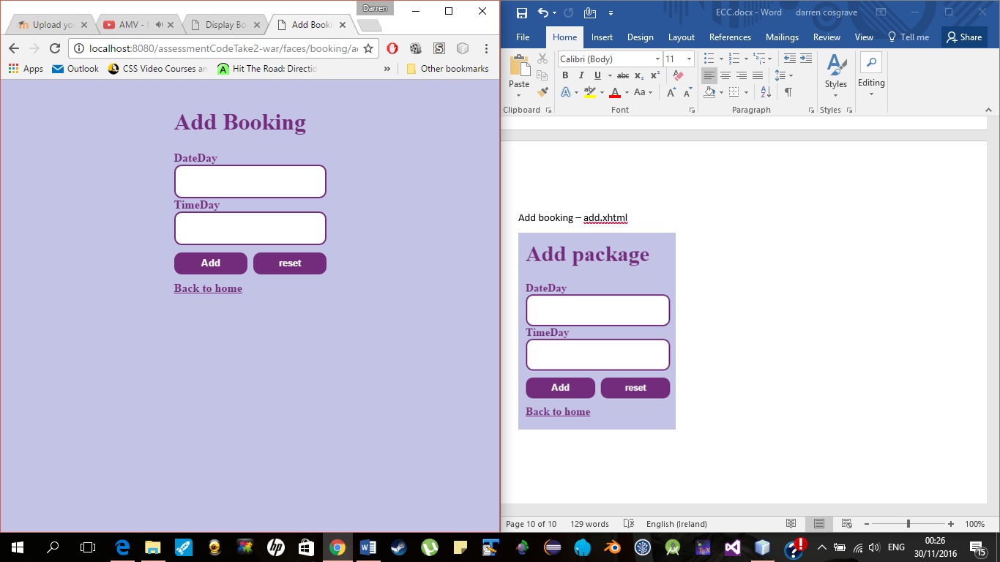 Darren
Upload yo
AMV - 
Display Bo
Add Booki
localhost:8080/assessmentCodeTake2-war/faces/booking/a
Apps
Outlook
CSS Video Courses an
Hit The Road: Directio
»
Other bookmarks
Add Booking
DateDay
TimeDay
Add
reset
Back to home
ECC.docx - Word
darren cosgrave
File
Home
Insert
Design
Layout
References
Mailings
Review
View
Tell me
Share
Paste
Calibri (Body)
11
B I U abc x₂ x²
A ab A Aa A A
Styles
Editing
Clipboard
Font
Paragraph
Styles
Add booking – add.xhtml
Add package
DateDay
TimeDay
Add
reset
Back to home
Page 10 of 10
129 words
English (Ireland)
100%
ENG
00:26
30/11/2016
15